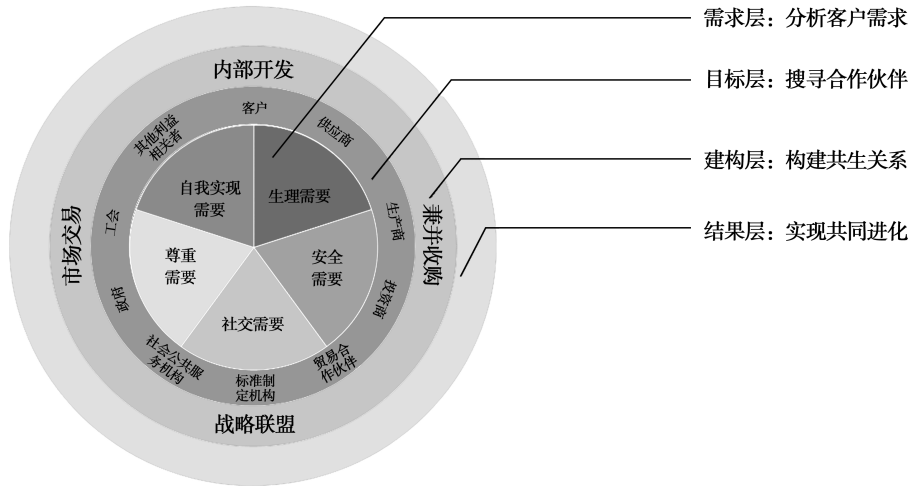 需求层：分析客户需求
目标层：搜寻合作伙伴
建构层：构建共生关系
结果层：实现共同进化
内部开发
兼并收购
战略联盟
市场交易
客户
供应商
生产商
投资商
贸易合
作伙伴
标准制
定机构
社会公共服
务机构
政府
工会
其他利益
相关者
生理需要
安全
需要
社交需要
尊重
需要
自我实现
需要